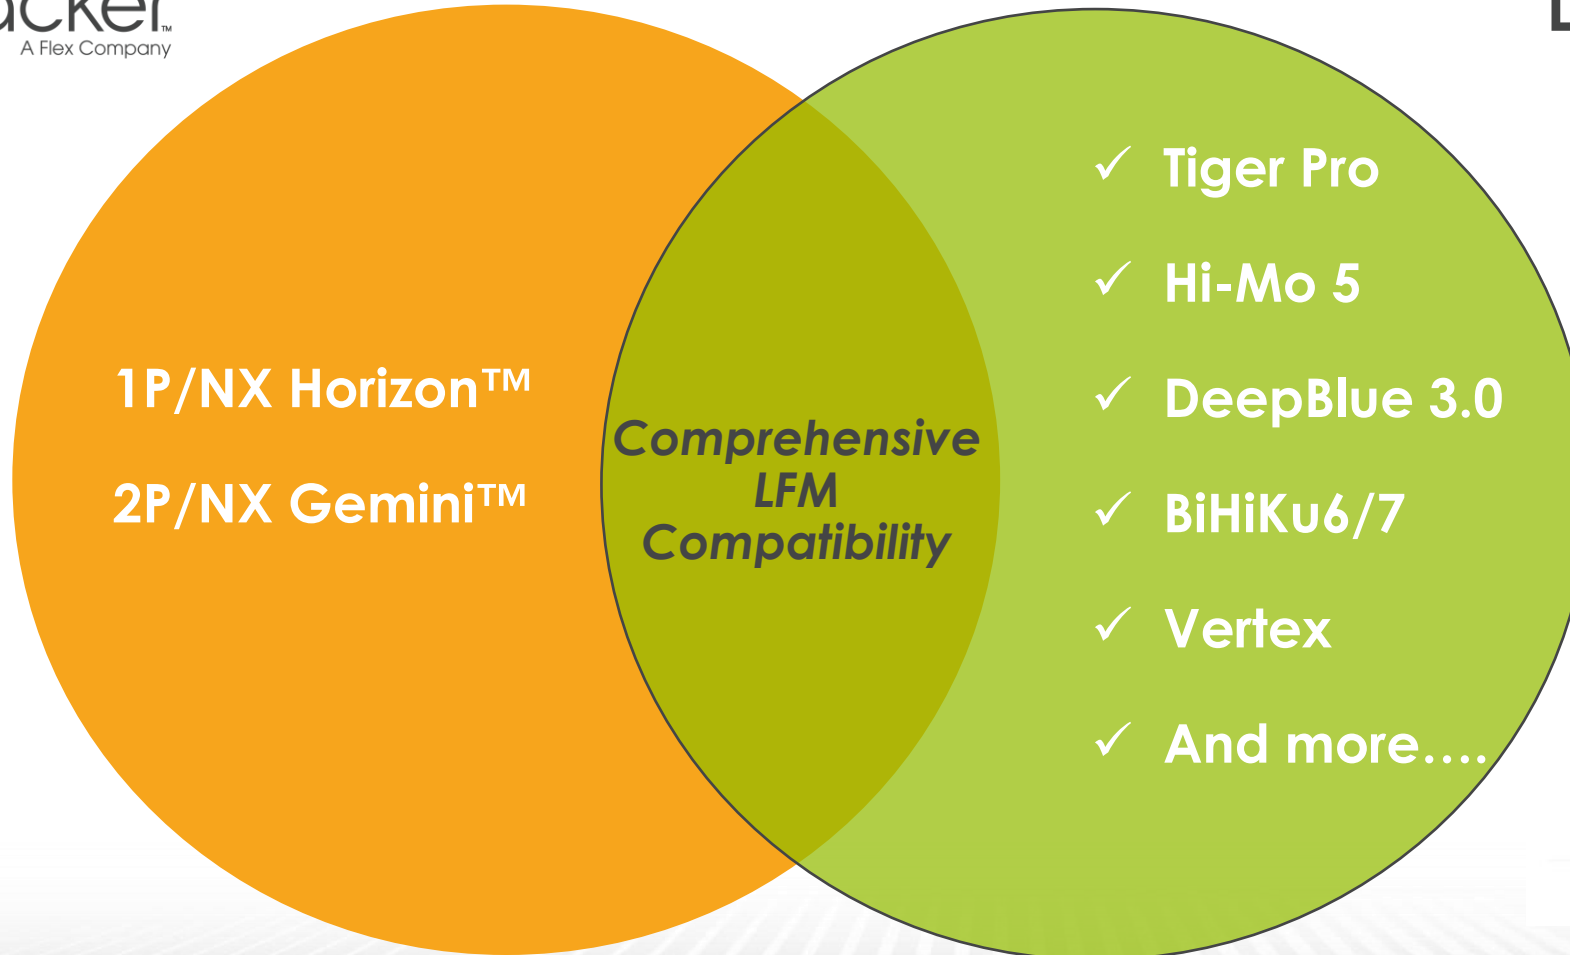 A Flex Company
1P/NX Horizon™
2P/NX Gemini™
Comprehensive
LFM
Compatibility
✓ Tiger Pro
✓ Hi-Mo 5
✓ DeepBlue 3.0
✓ BiHiKu6/7
✓ Vertex
✓ And more....